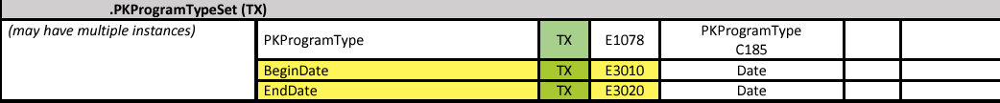 .PKProgramTypeSet (TX)
(may have multiple instances)
PKProgramType TX E1078 PKProgramType
C185
BeginDate TX E3010 Date
EndDate TX E3020 Date